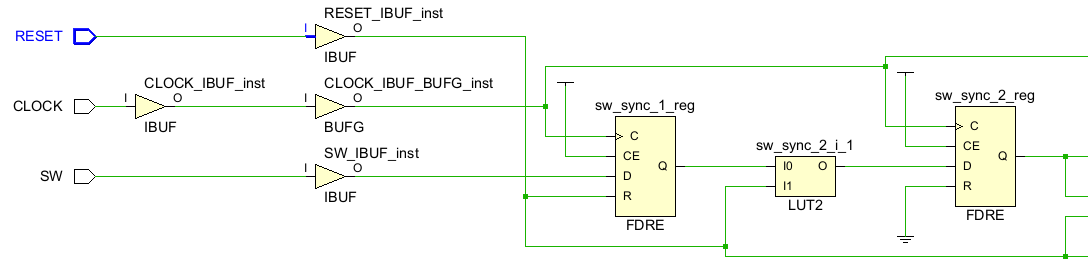 RESET_IBUF_inst
RESET
I
O
IBUF
CLOCK_IBUF_inst
CLOCK_IBUF_BUFG_inst
CLOCK
I
O
I
O
IBUF
BUFG
SW_IBUF_inst
SW
I
O
IBUF
sw_sync_1_reg
C
CE
D
R
Q
FDRE
sw_sync_2_i_1
I0
O
I1
LUT2
sw_sync_2_reg
C
CE
D
R
Q
FDRE